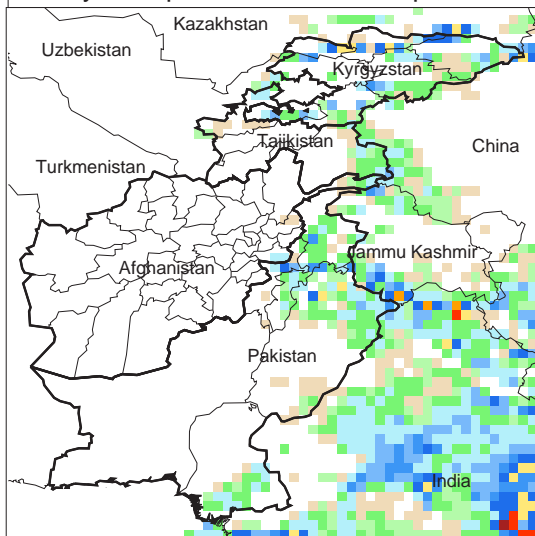 Kazakhstan
Uzbekistan
Kyrgyzstan
Tajikistan
China
Turkmenistan
Jammu Kashmir
Afghanistan
Pakistan
India